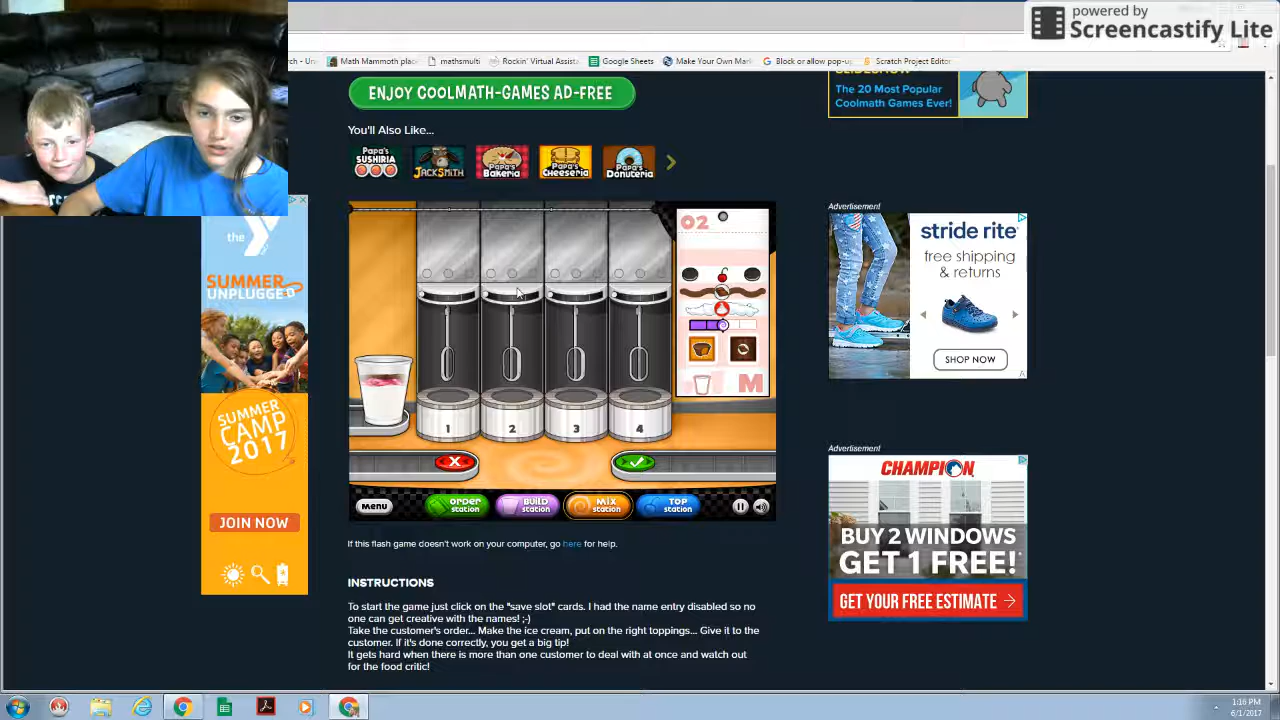 powered by
Screencastify Lite
Math Mammoth place
mathsmulti
Rockin' Virtual Assista
Google Sheets
Make Your Own Mark
Block or allow pop-up
Scratch Project Editor
ENJOY COOLMATH-GAMES AD-FREE
The 20 Most Popular
Coolmath Games Ever!
You'll Also Like...
Papa's
SUSHIRIA
JACKSMITH
Papa's
BAKERIA
Papa's
CHEESERIA
Papa's
DONUTERIA
the Y
SUMMER
UNPLUGGED
SUMMER
CAMP
2017
JOIN NOW
02
M
1
2
3
4
MENU
ORDER
station
BUILD
station
MIX
station
TOP
station
Advertisement
stride rite
free shipping
& returns
SHOP NOW
Advertisement
CHAMPION
BUY 2 WINDOWS
GET 1 FREE!*
GET YOUR FREE ESTIMATE
If this flash game doesn't work on your computer, go here for help.
INSTRUCTIONS
To start the game just click on the "save slot" cards. I had the name entry disabled so no
one can get creative with the names! ;-)
Take the customer's order... Make the ice cream, put on the right toppings... Give it to the
customer. If it's done correctly, you get a big tip!
It gets hard when there is more than one customer to deal with at once and watch out
for the food critic!
1:16 PM
6/1/2017